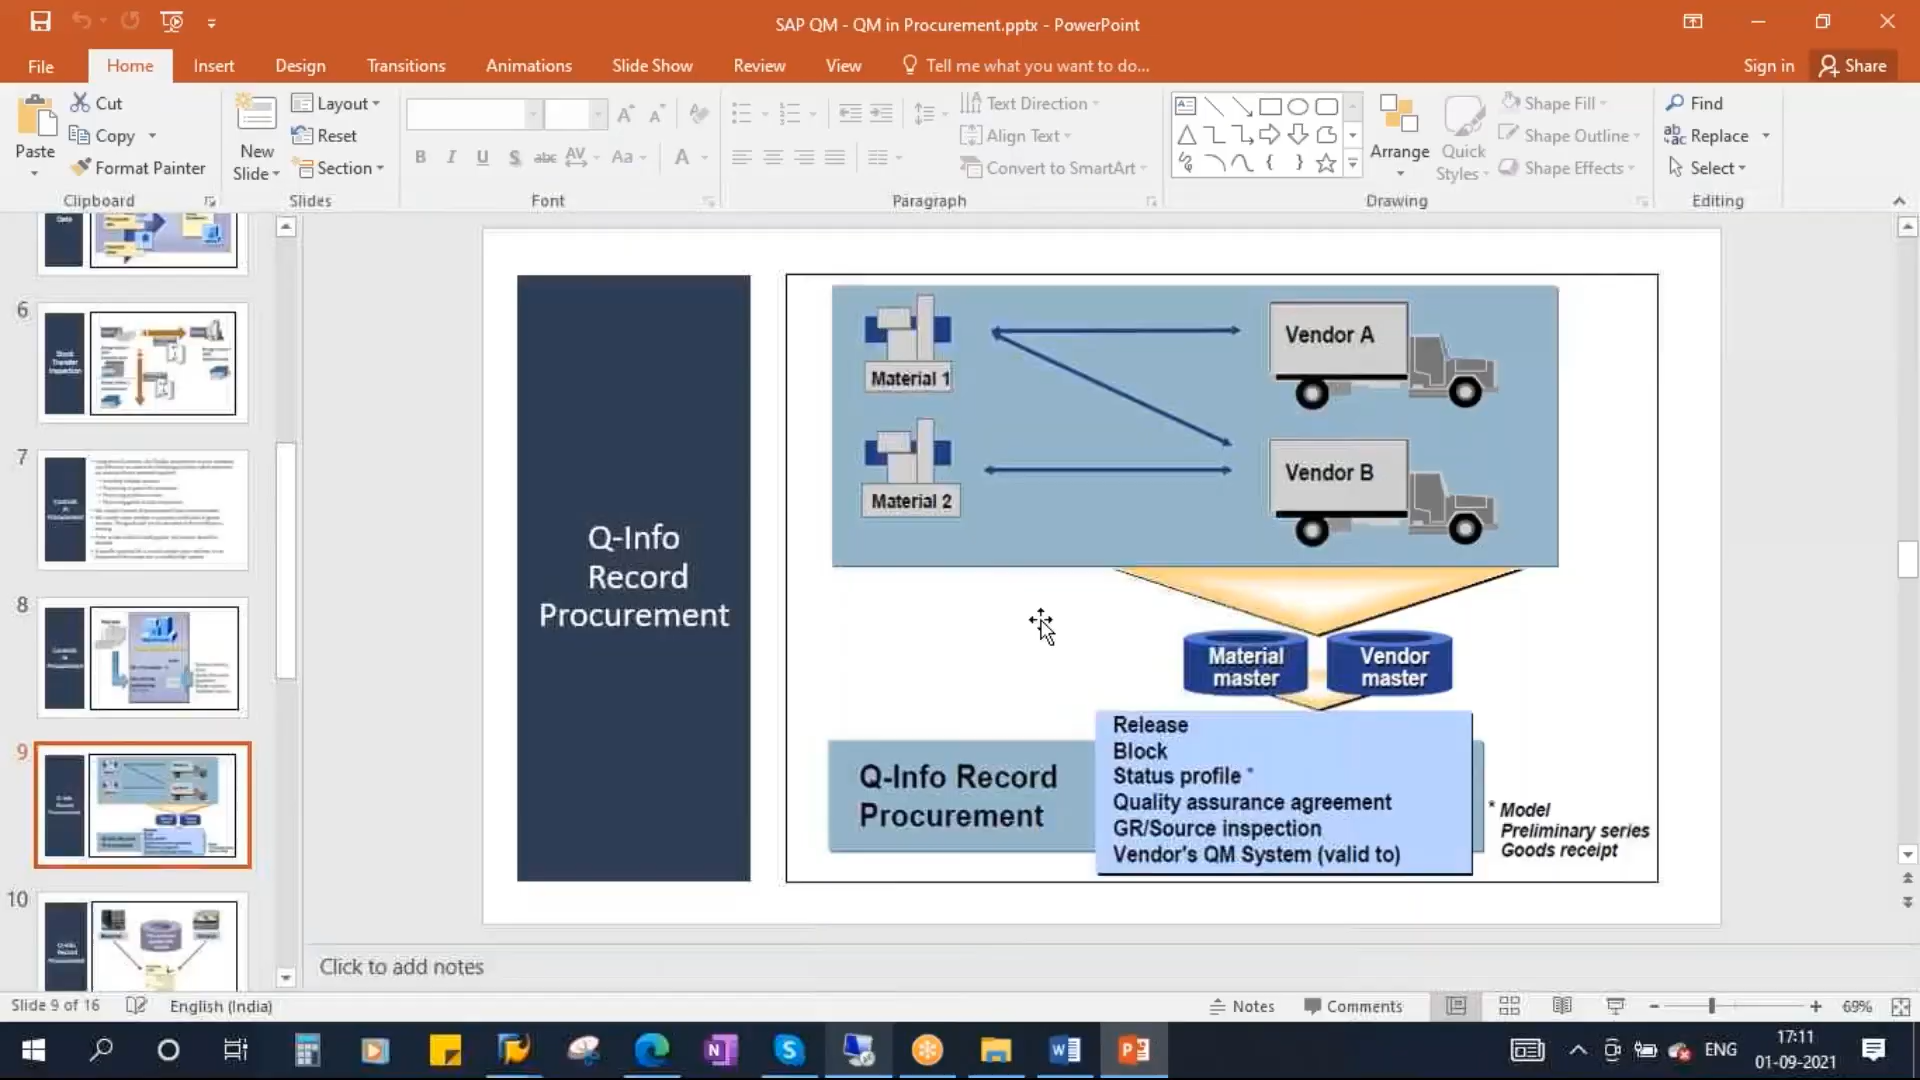 SAP QM - QM in Procurement.pptx - PowerPoint
File Home Insert Design Transitions Animations Slide Show Review View Tell me what you want to do... Sign in Share
Paste
Cut
Copy
Format Painter
Clipboard
New
Slide
Layout
Reset
Section
Slides
Font
Text Direction
Align Text
Convert to SmartArt
Paragraph
Arrange
Quick
Styles
Shape Fill
Shape Outline
Shape Effects
Drawing
Find
Replace
Select
Editing
6
7
8
9
10
Q-Info
Record
Procurement
Material 1
Vendor A
Material 2
Vendor B
Material
master
Vendor
master
Q-Info Record
Procurement
Release
Block
Status profile *
Quality assurance agreement
GR/Source inspection
Vendor's QM System (valid to)
* Model
Preliminary series
Goods receipt
Click to add notes
Slide 9 of 16 English (India) Notes Comments 69%
ENG
17:11
01-09-2021